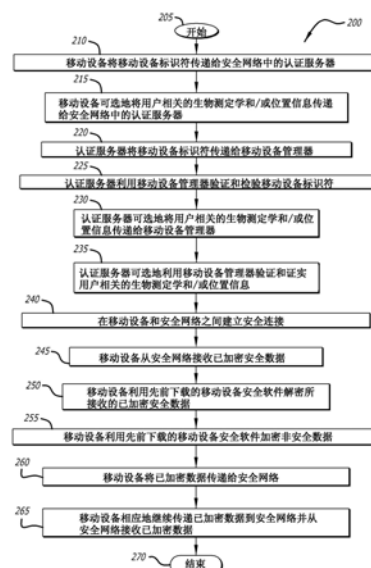 200
205
开始
210
移动设备将移动设备标识符传递给安全网络中的认证服务器
215
移动设备可选地将用户相关的生物测定学和/或位置信息传递
给安全网络中的认证服务器
220
认证服务器将移动设备标识符传递给移动设备管理器
225
认证服务器利用移动设备管理器验证和检验移动设备标识符
230
认证服务器可选地将用户相关的生物测定学和/或位
置信息传递给移动设备管理器
235
认证服务器可选地利用移动设备管理器验证和证实
用户相关的生物测定学和/或位置信息
240
在移动设备和安全网络之间建立安全连接
245
移动设备从安全网络接收已加密安全数据
250
移动设备利用先前下载的移动设备安全软件解密所
接收的已加密安全数据
255
移动设备利用先前下载的移动设备安全软件加密非安全数据
260
移动设备将已加密数据传递给安全网络
265
移动设备相应地继续传递已加密数据到安全网络并从
安全网络接收已加密数据
结束
270